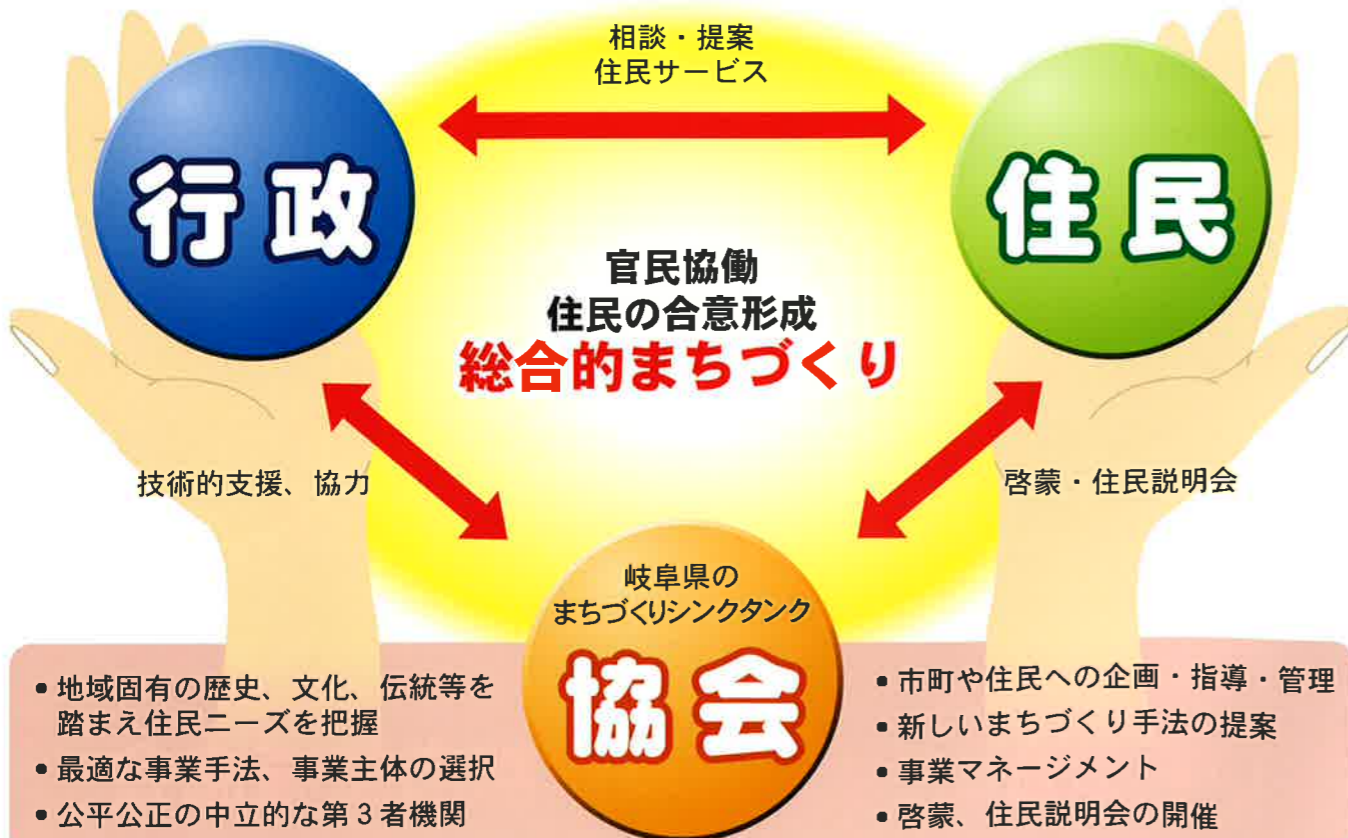 相談・提案
住民サービス
行政
住民
官民協働
住民の合意形成
総合的まちづくり
技術的支援、協力
啓蒙・住民説明会
岐阜県の
まちづくりシンクタンク
協会
• 地域固有の歴史、文化、伝統等を
踏まえ住民ニーズを把握
• 最適な事業手法、事業主体の選択
• 公平公正の中立的な第3者機関
• 市町や住民への企画・指導・管理
• 新しいまちづくり手法の提案
• 事業マネージメント
• 啓蒙、住民説明会の開催